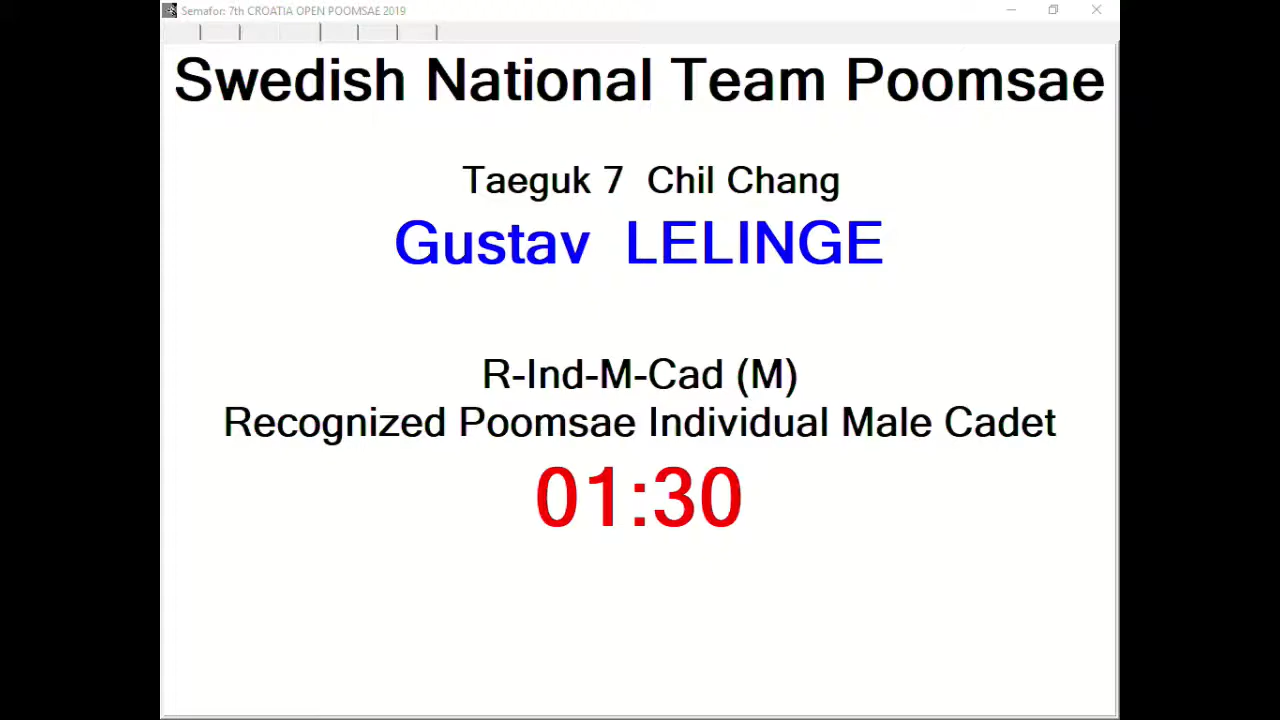 Semafor: 7th CROATIA OPEN POOMSAE 2019
Swedish National Team Poomsae
Taeguk 7 Chil Chang
Gustav LELINGE
R-Ind-M-Cad (M)
Recognized Poomsae Individual Male Cadet
01:30